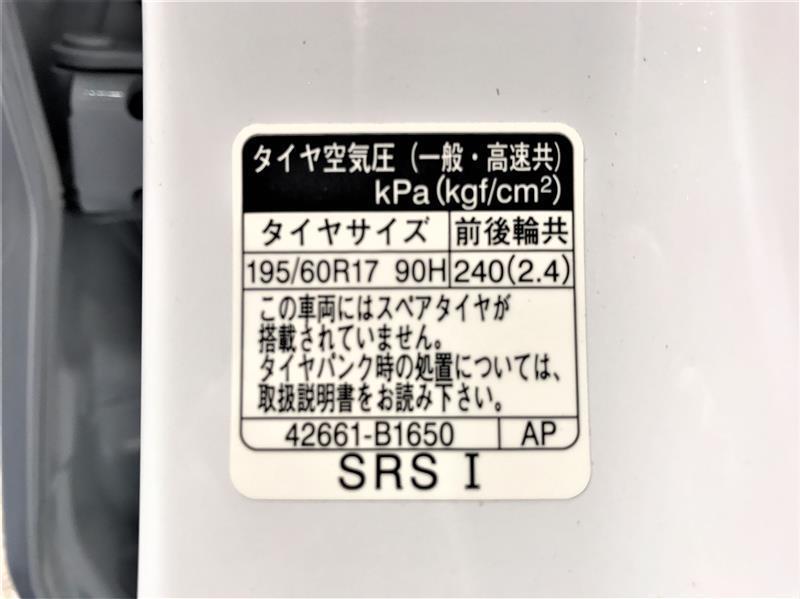 タイヤ空気圧(一般・高速共)
kPa(kgf/cm²)
タイヤサイズ 前後輪共
195/60R17 90H 240(2.4)
この車両にはスペアタイヤが
搭載されていません。
タイヤパンク時の処置については、
取扱説明書をお読み下さい。
42661-B1650 AP
SRS I